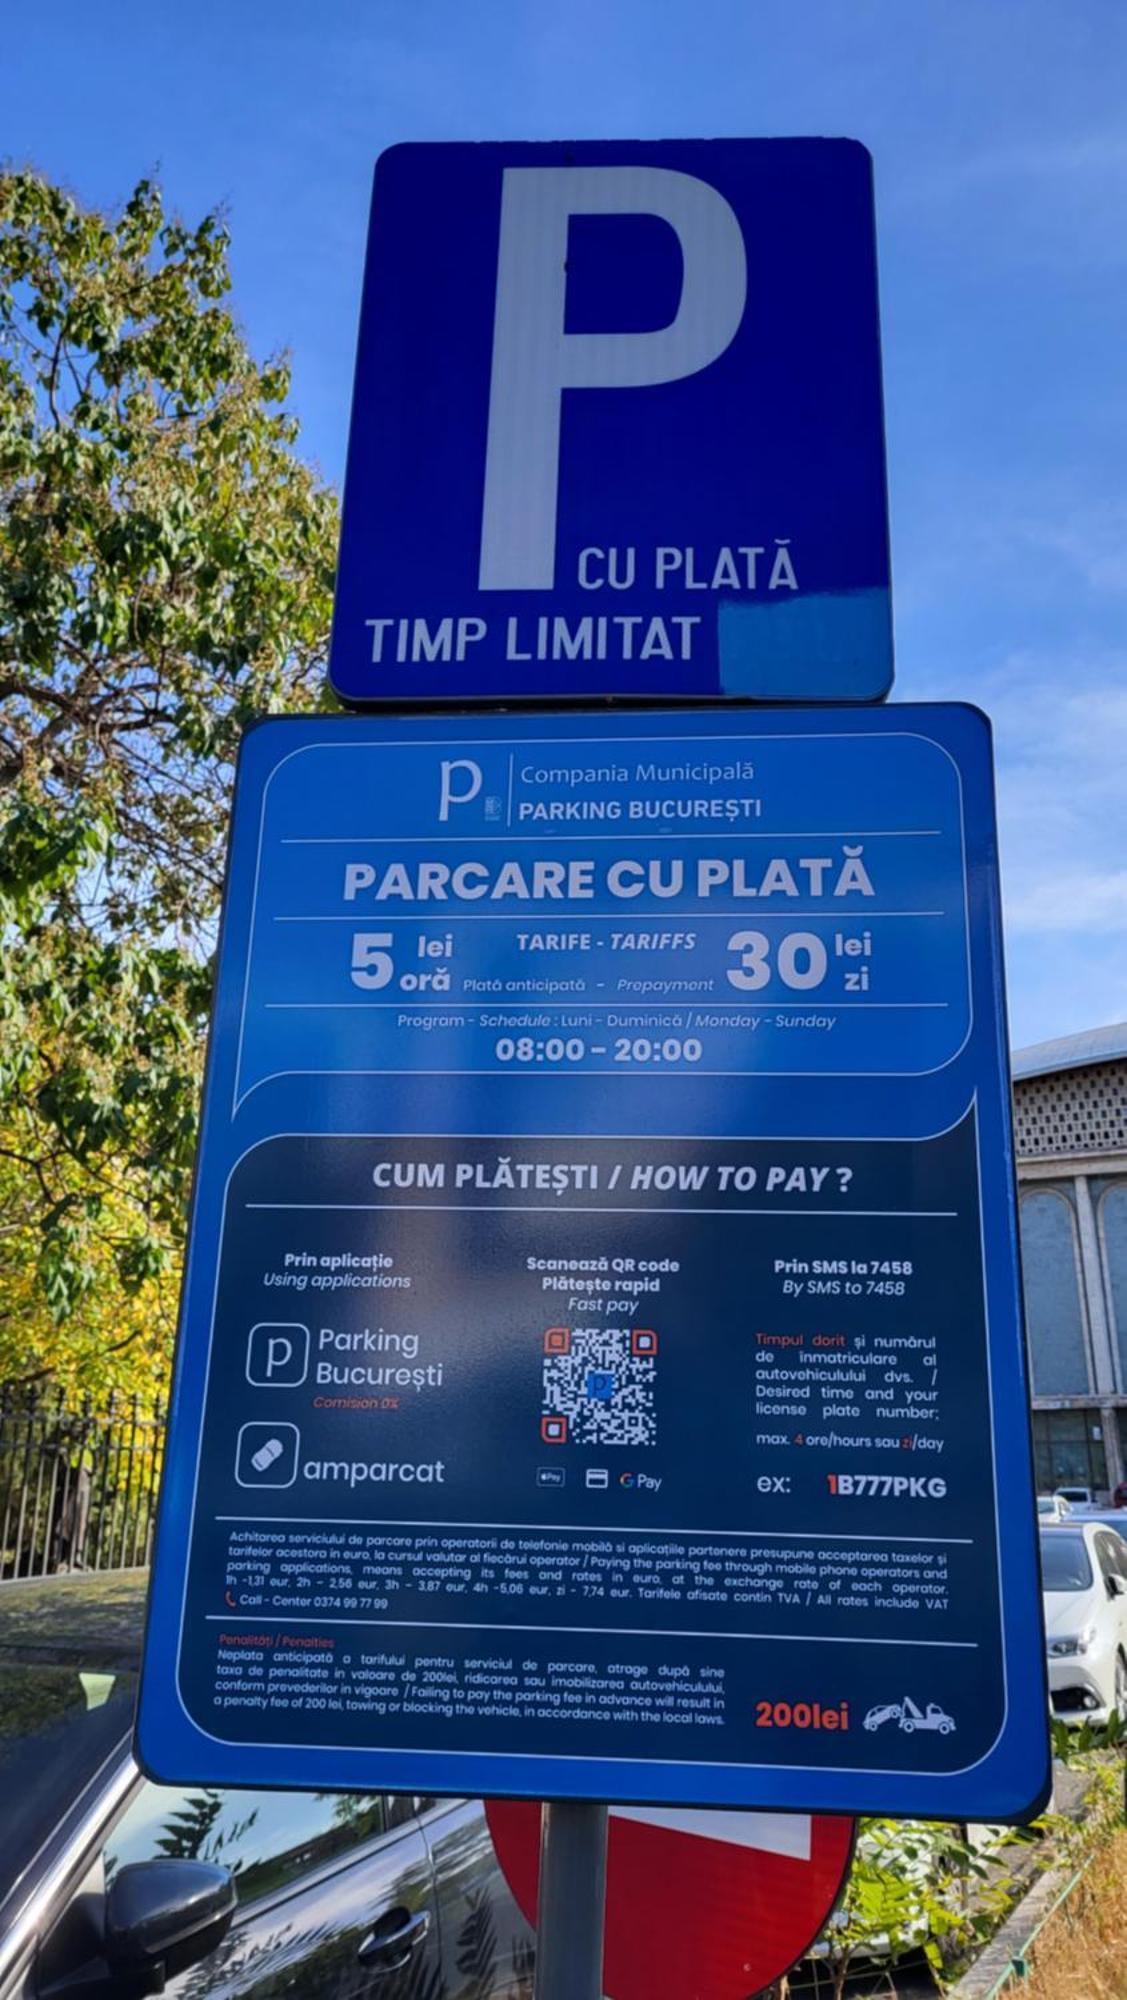 P
CU PLATĂ
TIMP LIMITAT
p Compania Municipală
PARKING BUCUREȘTI
PARCARE CU PLATĂ
5 lei oră TARIFE - TARIFFS 30 lei zi
Plată anticipată - Prepayment
Program - Schedule : Luni - Duminică / Monday - Sunday
08:00 – 20:00
CUM PLĂTEȘTI / HOW TO PAY ?
Prin aplicație
Using applications
p Parking
București
Comision 0%
amparcat
Scanează QR code
Plătește rapid
Fast pay
Pay G Pay
Prin SMS la 7458
By SMS to 7458
Timpul dorit și numărul
de înmatriculare al
autovehiculului dvs. /
Desired time and your
license plate number;
max. 4 ore/hours sau zi/day
ex: 1B777PKG
Achitarea serviciului de parcare prin operatorii de telefonie mobilă si aplicațiile partenere presupune acceptarea taxelor și
tarifelor acestora in euro, la cursul valutar al fiecărui operator / Paying the parking fee through mobile phone operators and
parking applications, means accepting its fees and rates in euro, at the exchange rate of each operator.
1h -1,31 eur, 2h - 2,56 eur, 3h - 3,87 eur, 4h -5,06 eur, zi - 7,74 eur. Tarifele afisate contin TVA / All rates include VAT
Call - Center 0374 99 77 99
Penalități / Penalties
Neplata anticipată a tarifului pentru serviciul de parcare, atrage după sine
taxa de penalitate in valoare de 200lei, ridicarea sau imobilizarea autovehiculului,
conform prevederilor in vigoare / Failing to pay the parking fee in advance will result in
a penalty fee of 200 lei, towing or blocking the vehicle, in accordance with the local laws.
200lei